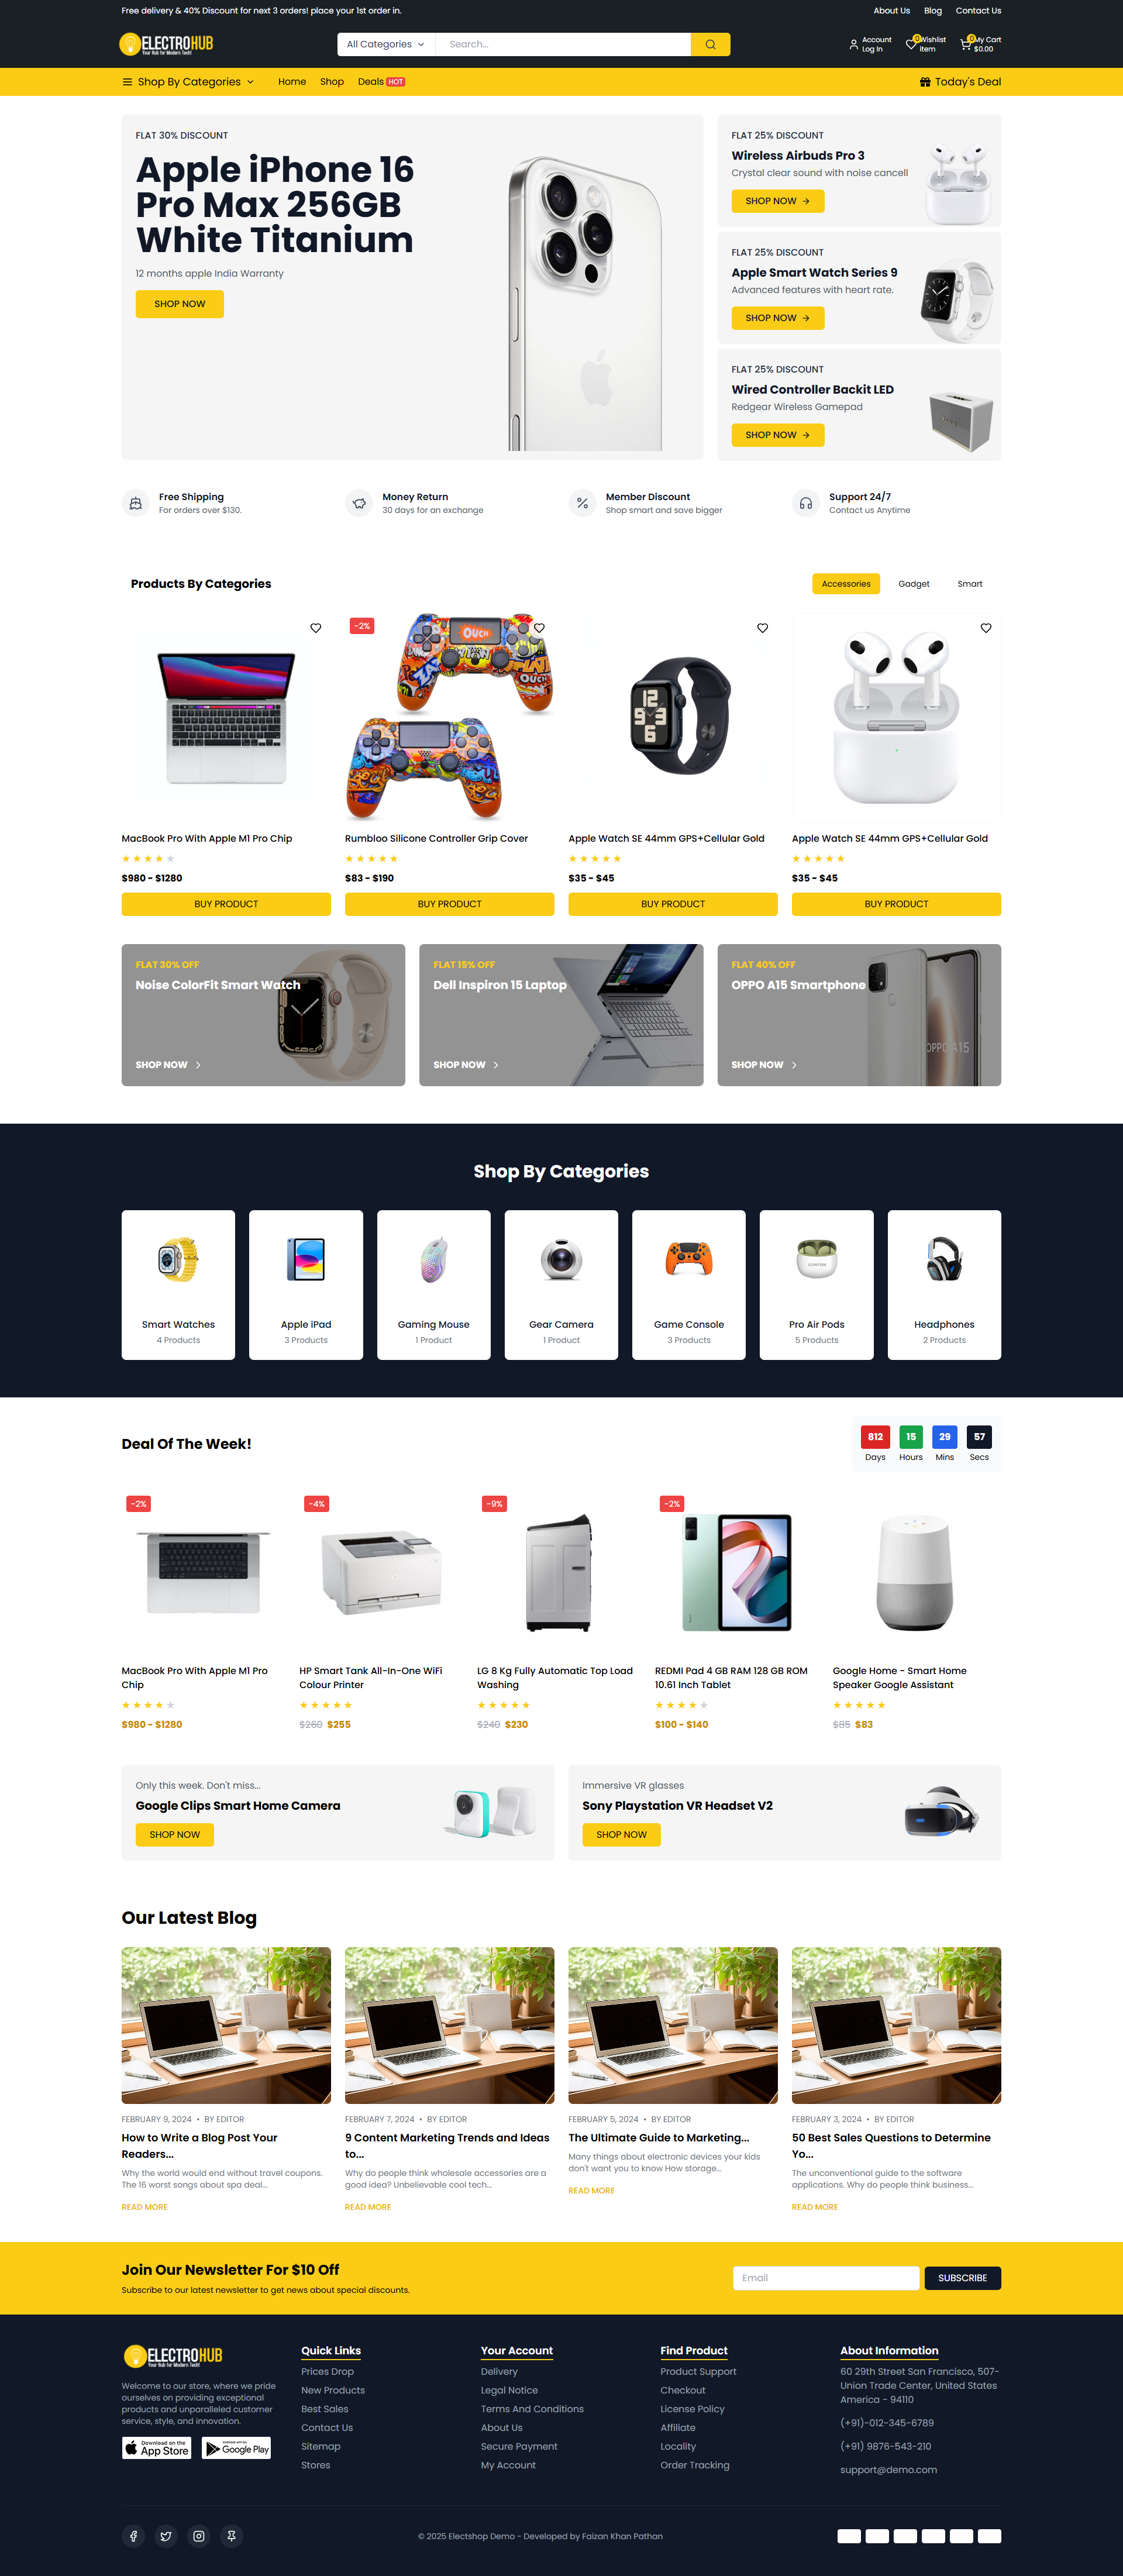 Free delivery & 40% Discount for next 3 orders! place your 1st order in.
About Us
Blog
Contact Us
ELECTROHUB
Your Hub for Modern Tech!
All Categories
Search...
Account
Log In
0
Wishlist
item
0
My Cart
$0.00
Shop By Categories
Home
Shop
Deals HOT
Today's Deal
FLAT 30% DISCOUNT
Apple iPhone 16
Pro Max 256GB
White Titanium
12 months apple India Warranty
SHOP NOW
FLAT 25% DISCOUNT
Wireless Airbuds Pro 3
Crystal clear sound with noise cancell
SHOP NOW
FLAT 25% DISCOUNT
Apple Smart Watch Series 9
Advanced features with heart rate.
SHOP NOW
FLAT 25% DISCOUNT
Wired Controller Backit LED
Redgear Wireless Gamepad
SHOP NOW
Free Shipping
For orders over $130.
Money Return
30 days for an exchange
Member Discount
Shop smart and save bigger
Support 24/7
Contact us Anytime
Products By Categories
Accessories
Gadget
Smart
-2%
OUCH
OUCH
MacBook Pro With Apple M1 Pro Chip
$980 - $1280
BUY PRODUCT
Rumbloo Silicone Controller Grip Cover
$83 - $190
BUY PRODUCT
Apple Watch SE 44mm GPS+Cellular Gold
$35 - $45
BUY PRODUCT
Apple Watch SE 44mm GPS+Cellular Gold
$35 - $45
BUY PRODUCT
FLAT 30% OFF
Noise ColorFit Smart Watch
SHOP NOW
FLAT 15% OFF
Dell Inspiron 15 Laptop
SHOP NOW
FLAT 40% OFF
OPPO A15 Smartphone
SHOP NOW
OPPO A15
Shop By Categories
Smart Watches
4 Products
Apple iPad
3 Products
Gaming Mouse
1 Product
Gear Camera
1 Product
Game Console
3 Products
Pro Air Pods
5 Products
Headphones
2 Products
Deal Of The Week!
812
Days
15
Hours
29
Mins
57
Secs
-2%
MacBook Pro With Apple M1 Pro
Chip
$980 - $1280
-4%
HP Smart Tank All-In-One WiFi
Colour Printer
$260 $255
-9%
LG 8 Kg Fully Automatic Top Load
Washing
$240 $230
-2%
REDMI Pad 4 GB RAM 128 GB ROM
10.61 Inch Tablet
$100 - $140
Google Home - Smart Home
Speaker Google Assistant
$85 $83
Only this week. Don't miss...
Google Clips Smart Home Camera
SHOP NOW
Immersive VR glasses
Sony Playstation VR Headset V2
SHOP NOW
Our Latest Blog
FEBRUARY 9, 2024 • BY EDITOR
How to Write a Blog Post Your
Readers...
Why the world would end without travel coupons.
The 16 worst songs about spa deal...
READ MORE
FEBRUARY 7, 2024 • BY EDITOR
9 Content Marketing Trends and Ideas
to...
Why do people think wholesale accessories are a
good idea? Unbelievable cool tech...
READ MORE
FEBRUARY 5, 2024 • BY EDITOR
The Ultimate Guide to Marketing...
Many things about electronic devices your kids
don't want you to know How storage...
READ MORE
FEBRUARY 3, 2024 • BY EDITOR
50 Best Sales Questions to Determine
Yo...
The unconventional guide to the software
applications. Why do people think business...
READ MORE
Join Our Newsletter For $10 Off
Subscribe to our latest newsletter to get news about special discounts.
Email
SUBSCRIBE
ELECTROHUB
Your Hub for Modern Tech!
Welcome to our store, where we pride
ourselves on providing exceptional
products and unparalleled customer
service, style, and innovation.
Download on the
App Store
Google Play
Quick Links
Prices Drop
New Products
Best Sales
Contact Us
Sitemap
Stores
Your Account
Delivery
Legal Notice
Terms And Conditions
About Us
Secure Payment
My Account
Find Product
Product Support
Checkout
License Policy
Affiliate
Locality
Order Tracking
About Information
60 29th Street San Francisco, 507-
Union Trade Center, United States
America - 94110
(+91)-012-345-6789
(+91) 9876-543-210
support@demo.com
© 2025 Electshop Demo - Developed by Faizan Khan Pathan